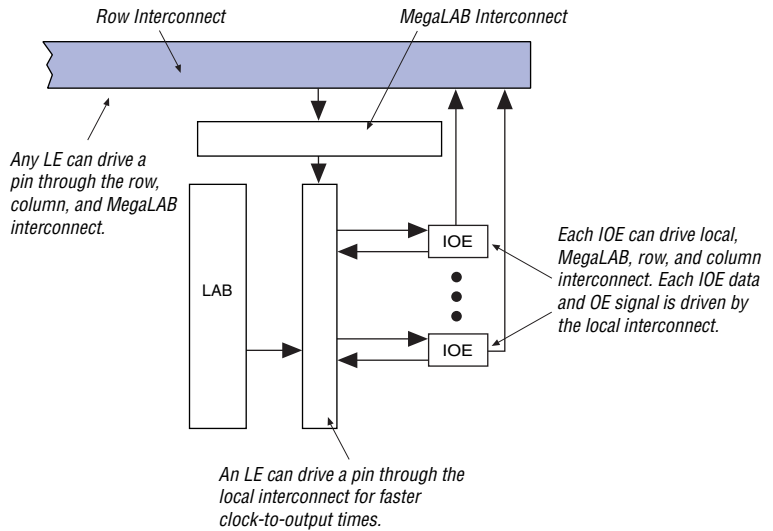 Row Interconnect
MegaLAB Interconnect
Any LE can drive a
pin through the row,
column, and MegaLAB
interconnect.
LAB
IOE
IOE
Each IOE can drive local,
MegaLAB, row, and column
interconnect. Each IOE data
and OE signal is driven by
the local interconnect.
An LE can drive a pin through the
local interconnect for faster
clock-to-output times.